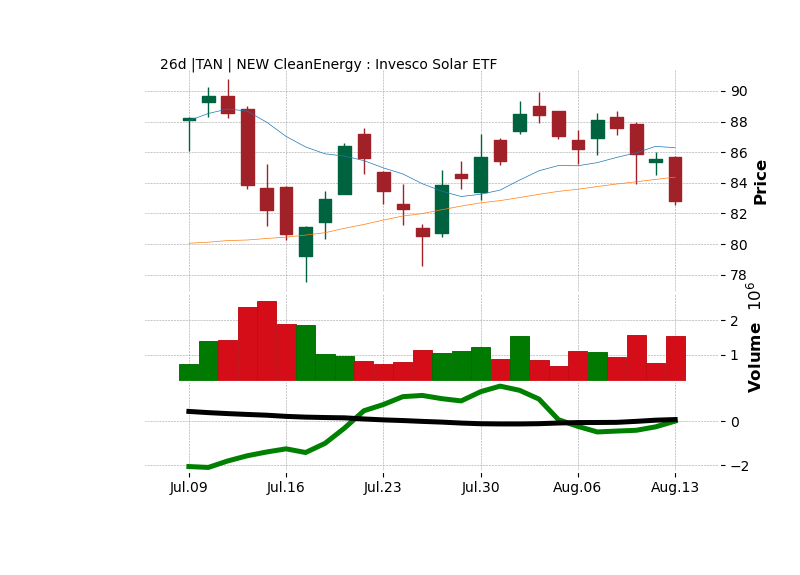 26d |TAN | NEW CleanEnergy : Invesco Solar ETF
90
88
86
84
82
80
78
Price
2
1
Volume 10^6
0
−2
Jul.09 Jul.16 Jul.23 Jul.30 Aug.06 Aug.13